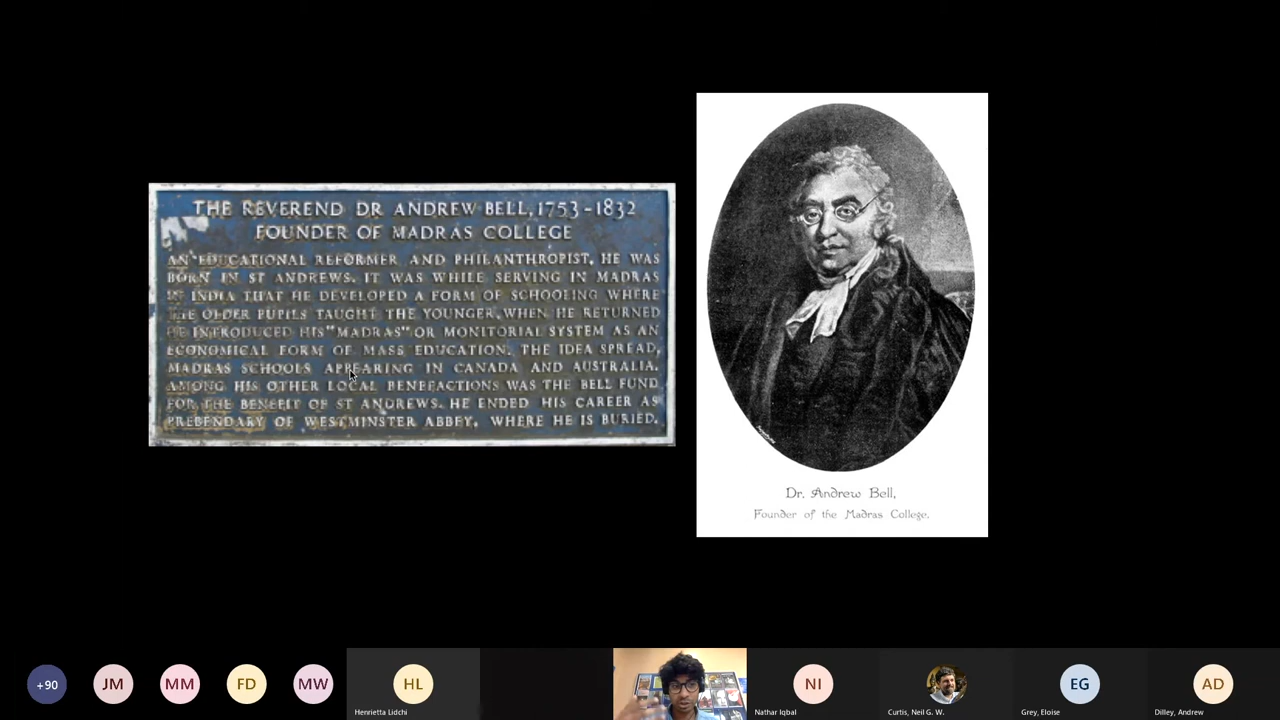 THE REVEREND DR ANDREW BELL, 1753-1832
FOUNDER OF MADRAS COLLEGE
AN EDUCATIONAL REFORMER AND PHILANTHROPIST, HE WAS
BORN IN ST ANDREWS. IT WAS WHILE SERVING IN MADRAS
IN INDIA THAT HE DEVELOPED A FORM OF SCHOOLING WHERE
THE OLDER PUPILS TAUGHT THE YOUNGER. WHEN HE RETURNED
HE INTRODUCED HIS "MADRAS" OR MONITORIAL SYSTEM AS AN
ECONOMICAL FORM OF MASS EDUCATION. THE IDEA SPREAD,
MADRAS SCHOOLS APPEARING IN CANADA AND AUSTRALIA.
AMONG HIS OTHER LOCAL BENEFACTIONS WAS THE BELL FUND
FOR THE BENEFIT OF ST ANDREWS. HE ENDED HIS CAREER AS
PREBENDARY OF WESTMINSTER ABBEY, WHERE HE IS BURIED.
Dr. Andrew Bell,
Founder of the Madras College.
+90
JM
MM
FD
MW
HL
Henrietta Lidchi
NI
Nathar Iqbal
Curtis, Neil G. W.
EG
Grey, Eloise
AD
Dilley, Andrew